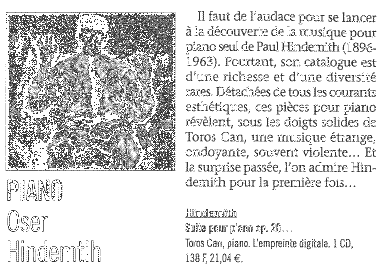 PIANO
Oser
Hindemtih
Il faut de l'audace pour se lancer
à la découverte de la musique pour
piano seul de Paul Hindemith (1896-
1963). Pourtant, son catalogue est
d'une richesse et d'une diversité
rares. Détachées de tous les courants
esthétiques, ces pièces pour piano
révèlent, sous les doigts solides de
Toros Can, une musique étrange,
ondoyante, souvent violente... Et
la surprise passée, l'on admire Hin-
demith pour la première fois...
Hindemith
Suite pour piano op. 26...
Toros Can, piano. L'empreinte digitale, 1 CD,
138 F, 21,04 €.